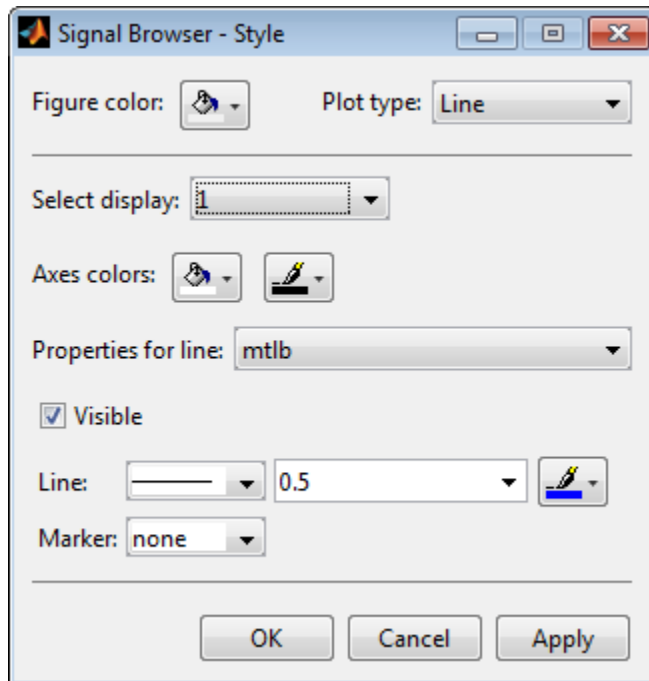 Signal Browser - Style
Figure color: Plot type: Line
Select display: 1
Axes colors:
Properties for line: mtlb
Visible
Line: 0.5
Marker: none
OK Cancel Apply